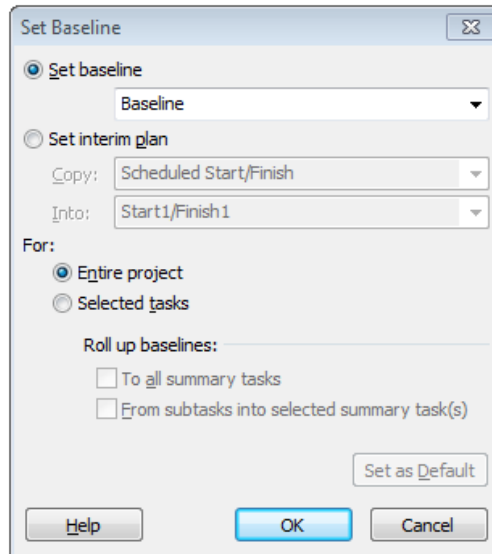 Set Baseline
Set baseline
Baseline
Set interim plan
Copy: Scheduled Start/Finish
Into: Start1/Finish1
For:
Entire project
Selected tasks
Roll up baselines:
To all summary tasks
From subtasks into selected summary task(s)
Set as Default
Help OK Cancel